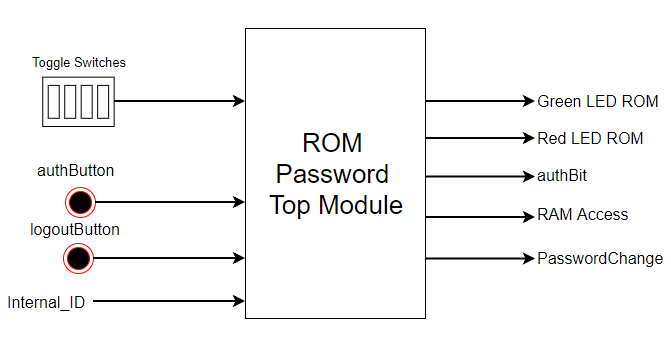 Toggle Switches
authButton
logoutButton
Internal_ID
ROM
Password
Top Module
Green LED ROM
Red LED ROM
authBit
RAM Access
PasswordChange